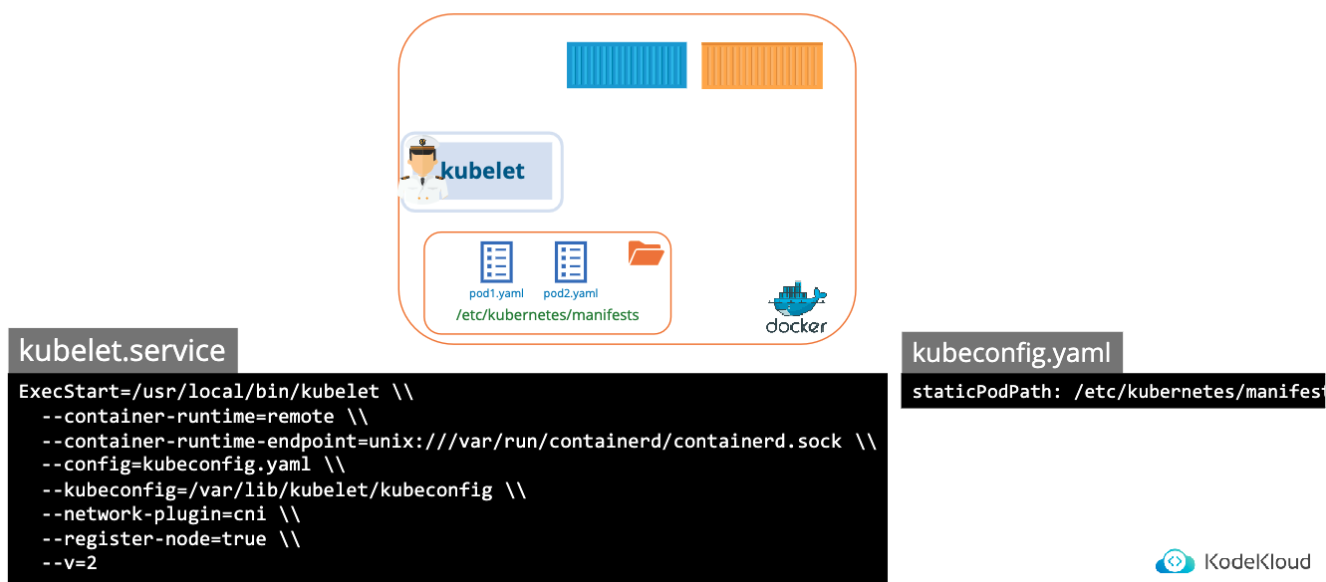 kubelet
pod1.yaml pod2.yaml
/etc/kubernetes/manifests
docker
kubelet.service
ExecStart=/usr/local/bin/kubelet \\
--container-runtime=remote \\
--container-runtime-endpoint=unix:///var/run/containerd/containerd.sock \\
--config=kubeconfig.yaml \\
--kubeconfig=/var/lib/kubelet/kubeconfig \\
--network-plugin=cni \\
--register-node=true \\
--v=2
kubeconfig.yaml
staticPodPath: /etc/kubernetes/manifest
KodeKloud